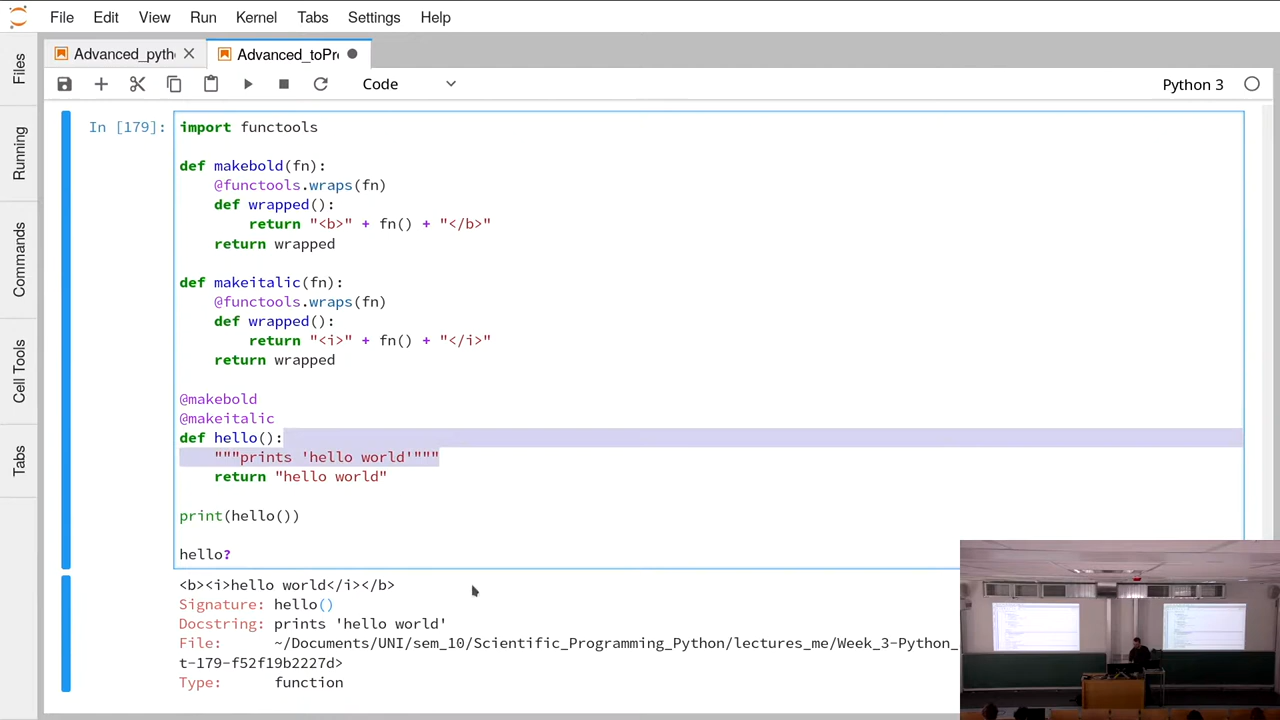 File Edit View Run Kernel Tabs Settings Help
Advanced_pyth
Advanced_toPr
Code
Python 3
Files
Running
Commands
Cell Tools
Tabs
In [179]:
import functools
def makebold(fn):
    @functools.wraps(fn)
    def wrapped():
        return "<b>" + fn() + "</b>"
    return wrapped
def makeitalic(fn):
    @functools.wraps(fn)
    def wrapped():
        return "<i>" + fn() + "</i>"
    return wrapped
@makebold
@makeitalic
def hello():
    """prints 'hello world'"""
    return "hello world"
print(hello())
hello?
<b><i>hello world</i></b>
Signature: hello()
Docstring: prints 'hello world'
File:      ~/Documents/UNI/sem_10/Scientific_Programming_Python/lectures_me/Week_3-Python_
t-179-f52f19b2227d>
Type:      function